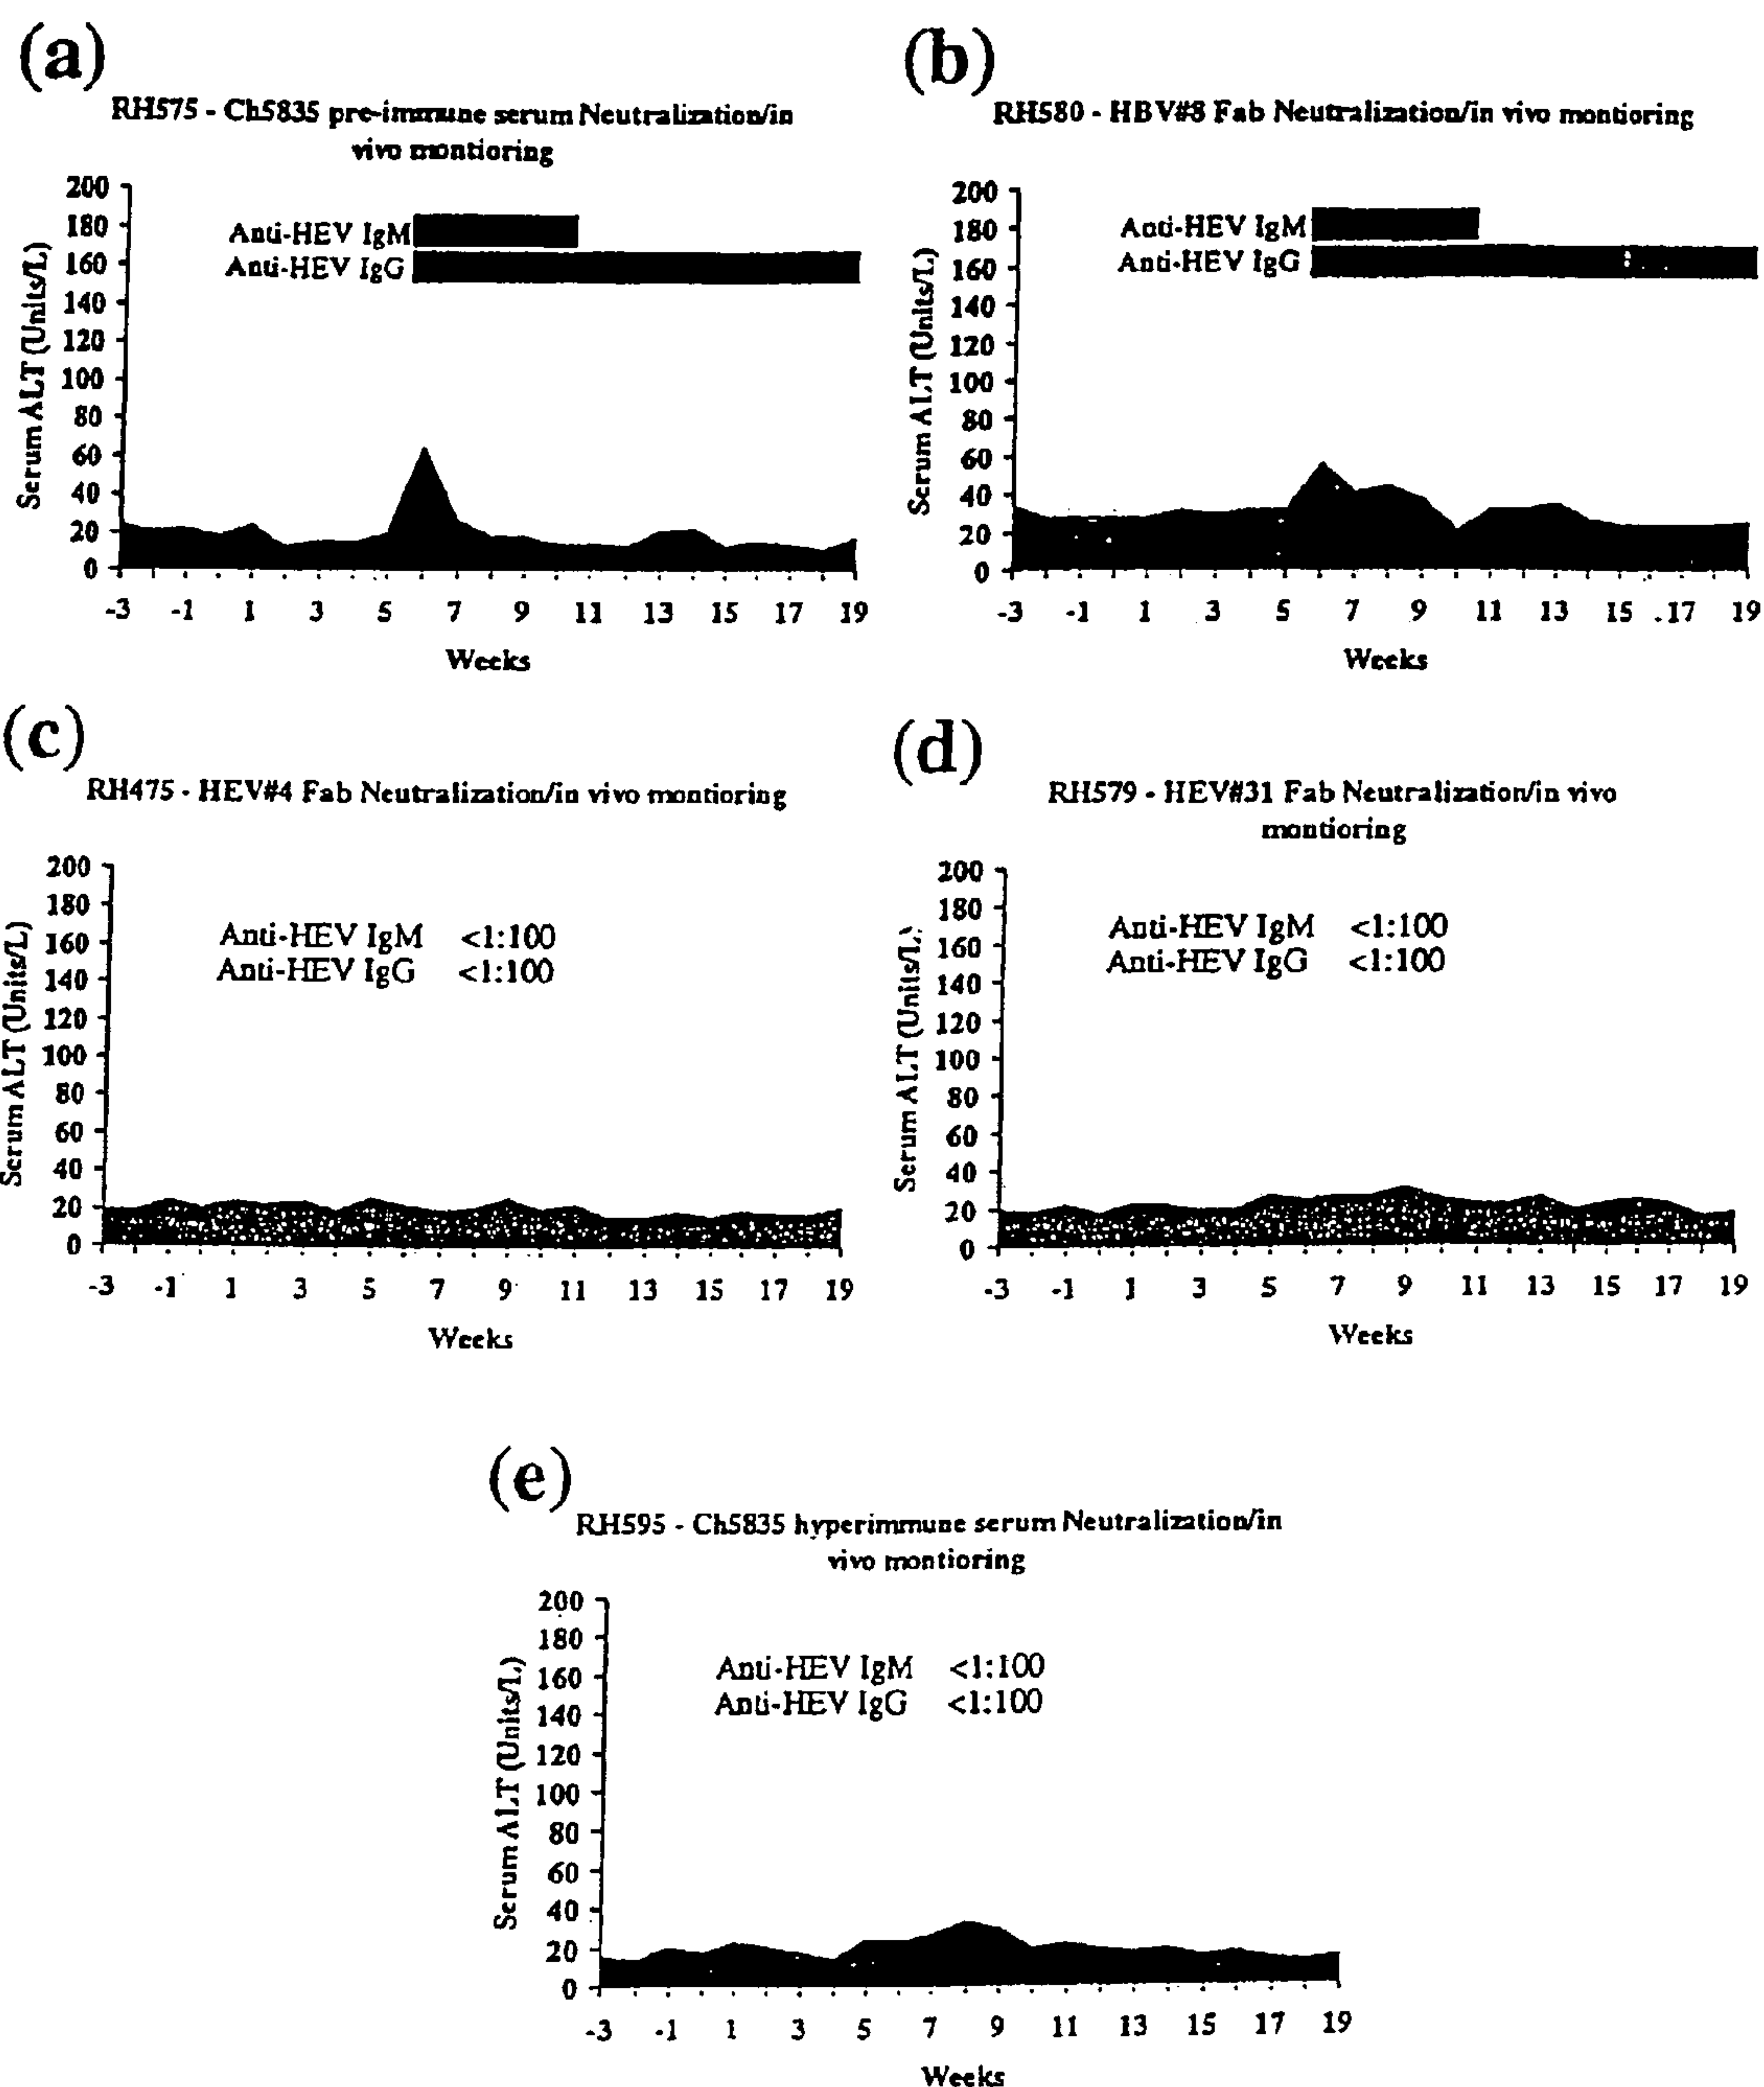 (a)
RH575 - Ch5835 pre-immune serum Neutralization/in
vivo montioring
200
180
160
140
120
100
80
60
40
20
0
Serum ALT (Units/L)
Anti-HEV IgM
Anti-HEV IgG
-3 -1 1 3 5 7 9 11 13 15 17 19
Weeks
(b)
RH580 - HBV#8 Fab Neutralization/in vivo montioring
200
180
160
140
120
100
80
60
40
20
0
Serum ALT (Units/L)
Anti-HEV IgM
Anti-HEV IgG
-3 -1 1 3 5 7 9 11 13 15 17 19
Weeks
(c)
RH475 - HEV#4 Fab Neutralization/in vivo montioring
200
180
160
140
120
100
80
60
40
20
0
Serum ALT (Units/L)
Anti-HEV IgM <1:100
Anti-HEV IgG <1:100
-3 -1 1 3 5 7 9 11 13 15 17 19
Weeks
(d)
RH579 - HEV#31 Fab Neutralization/in vivo
montioring
200
180
160
140
120
100
80
60
40
20
0
Serum ALT (Units/L)
Anti-HEV IgM <1:100
Anti-HEV IgG <1:100
-3 -1 1 3 5 7 9 11 13 15 17 19
Weeks
(e)
RH595 - Ch5835 hyperimmune serum Neutralization/in
vivo montioring
200
180
160
140
120
100
80
60
40
20
0
Serum ALT (Units/L)
Anti-HEV IgM <1:100
Anti-HEV IgG <1:100
-3 -1 1 3 5 7 9 11 13 15 17 19
Weeks